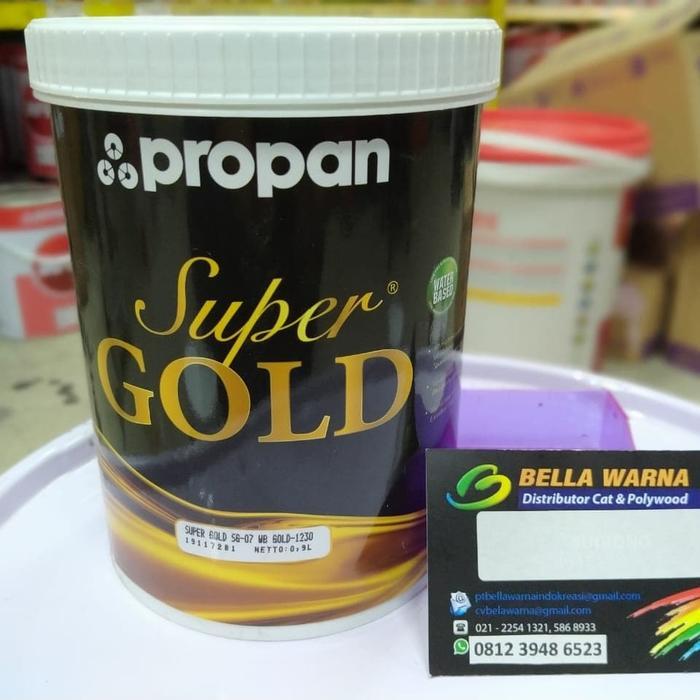 propan
Super®
GOLD
WATER
BASED
SUPER GOLD SG-07 WB GOLD-1230
19117281 NETTO:0,9L
BELLA WARNA
Distributor Cat & Polywood
ptbellawarnaindokreasi@gmail.com
cvbelawarna@gmail.com
021 - 2254 1321, 586 8933
0812 3948 6523